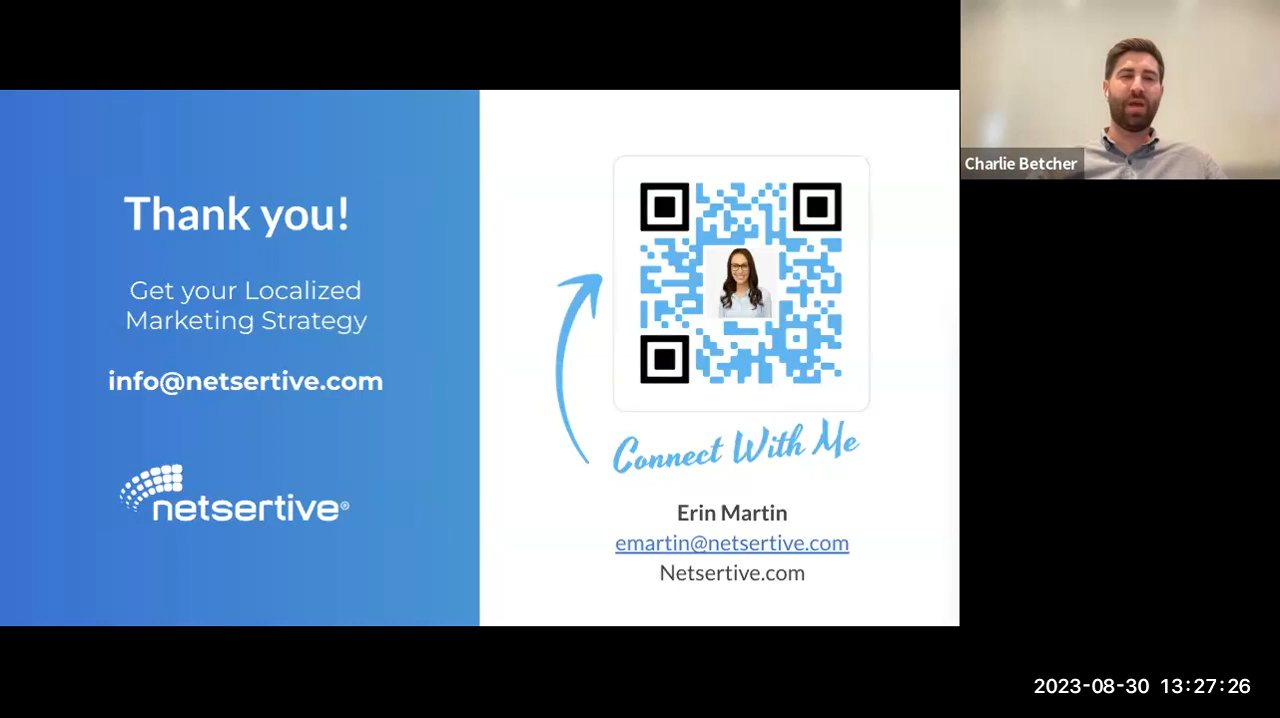 Thank you!
Get your Localized
Marketing Strategy
info@netsertive.com
netsertive®
Connect With Me
Erin Martin
emartin@netsertive.com
Netsertive.com
Charlie Betcher
2023-08-30 13:27:26